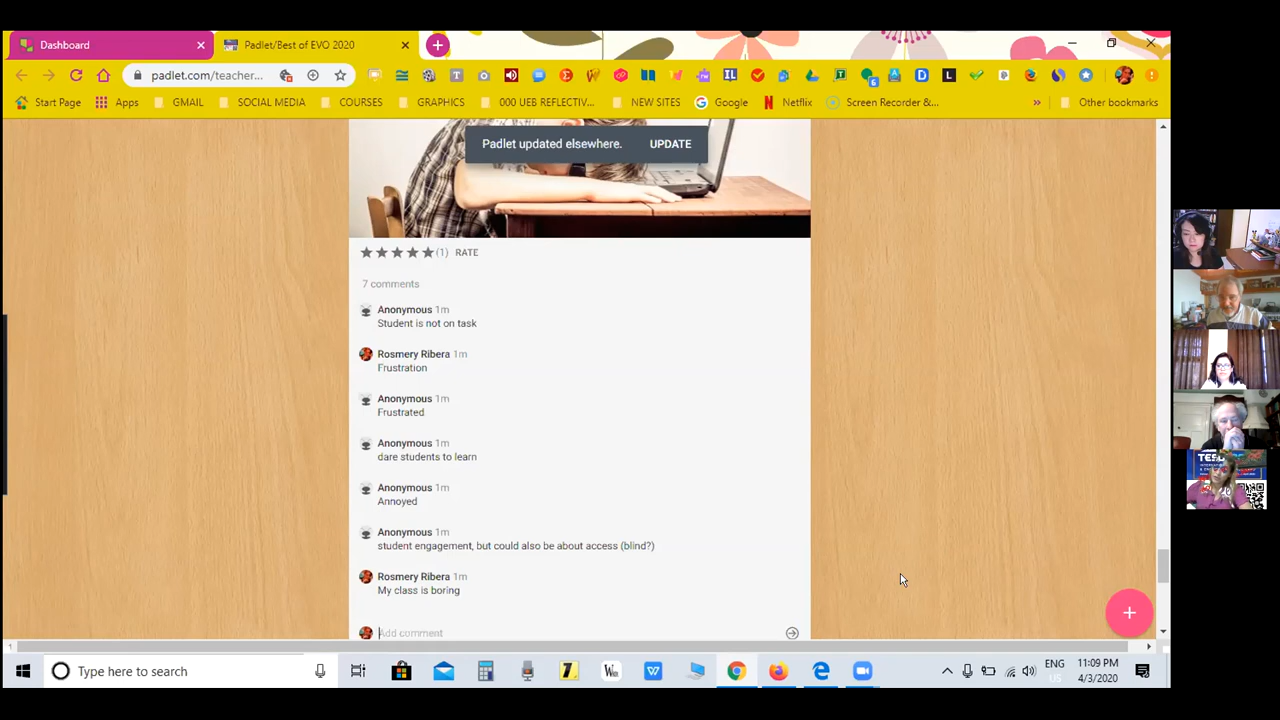 Dashboard
Padlet/Best of EVO 2020
padlet.com/teacher...
Start Page
Apps
GMAIL
SOCIAL MEDIA
COURSES
GRAPHICS
000 UEB REFLECTIV...
NEW SITES
Google
Netflix
Screen Recorder &...
Other bookmarks
Padlet updated elsewhere. UPDATE
(1) RATE
7 comments
Anonymous 1m
Student is not on task
Rosmery Ribera 1m
Frustration
Anonymous 1m
Frustrated
Anonymous 1m
dare students to learn
Anonymous 1m
Annoyed
Anonymous 1m
student engagement, but could also be about access (blind?)
Rosmery Ribera 1m
My class is boring
Add comment
Type here to search
ENG
US
11:09 PM
4/3/2020